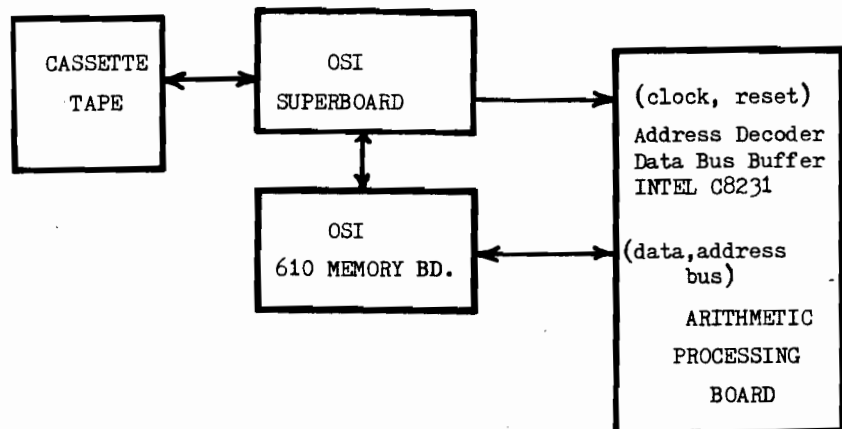 CASSETTE
TAPE
OSI
SUPERBOARD
OSI
610 MEMORY BD.
(clock, reset)
Address Decoder
Data Bus Buffer
INTEL C8231
(data,address
bus)
ARITHMETIC
PROCESSING
BOARD